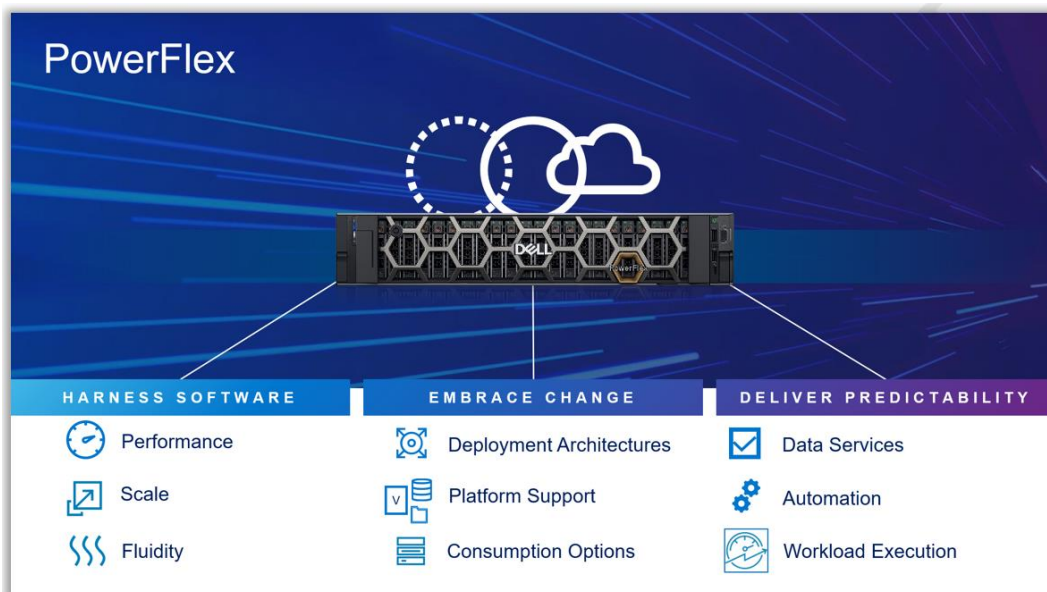 PowerFlex
DELL
PowerFlex
HARNESS SOFTWARE
Performance
Scale
Fluidity
EMBRACE CHANGE
Deployment Architectures
V
Platform Support
Consumption Options
DELIVER PREDICTABILITY
Data Services
Automation
Workload Execution